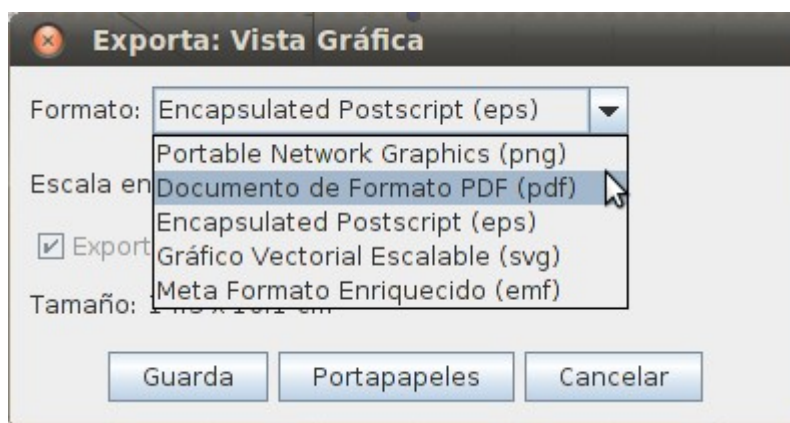 Exporta: Vista Gráfica
Formato: Encapsulated Postscript (eps)
Portable Network Graphics (png)
Escala en
Documento de Formato PDF (pdf)
Encapsulated Postscript (eps)
Export
Gráfico Vectorial Escalable (svg)
Meta Formato Enriquecido (emf)
Tamaño:
Guarda Portapapeles Cancelar